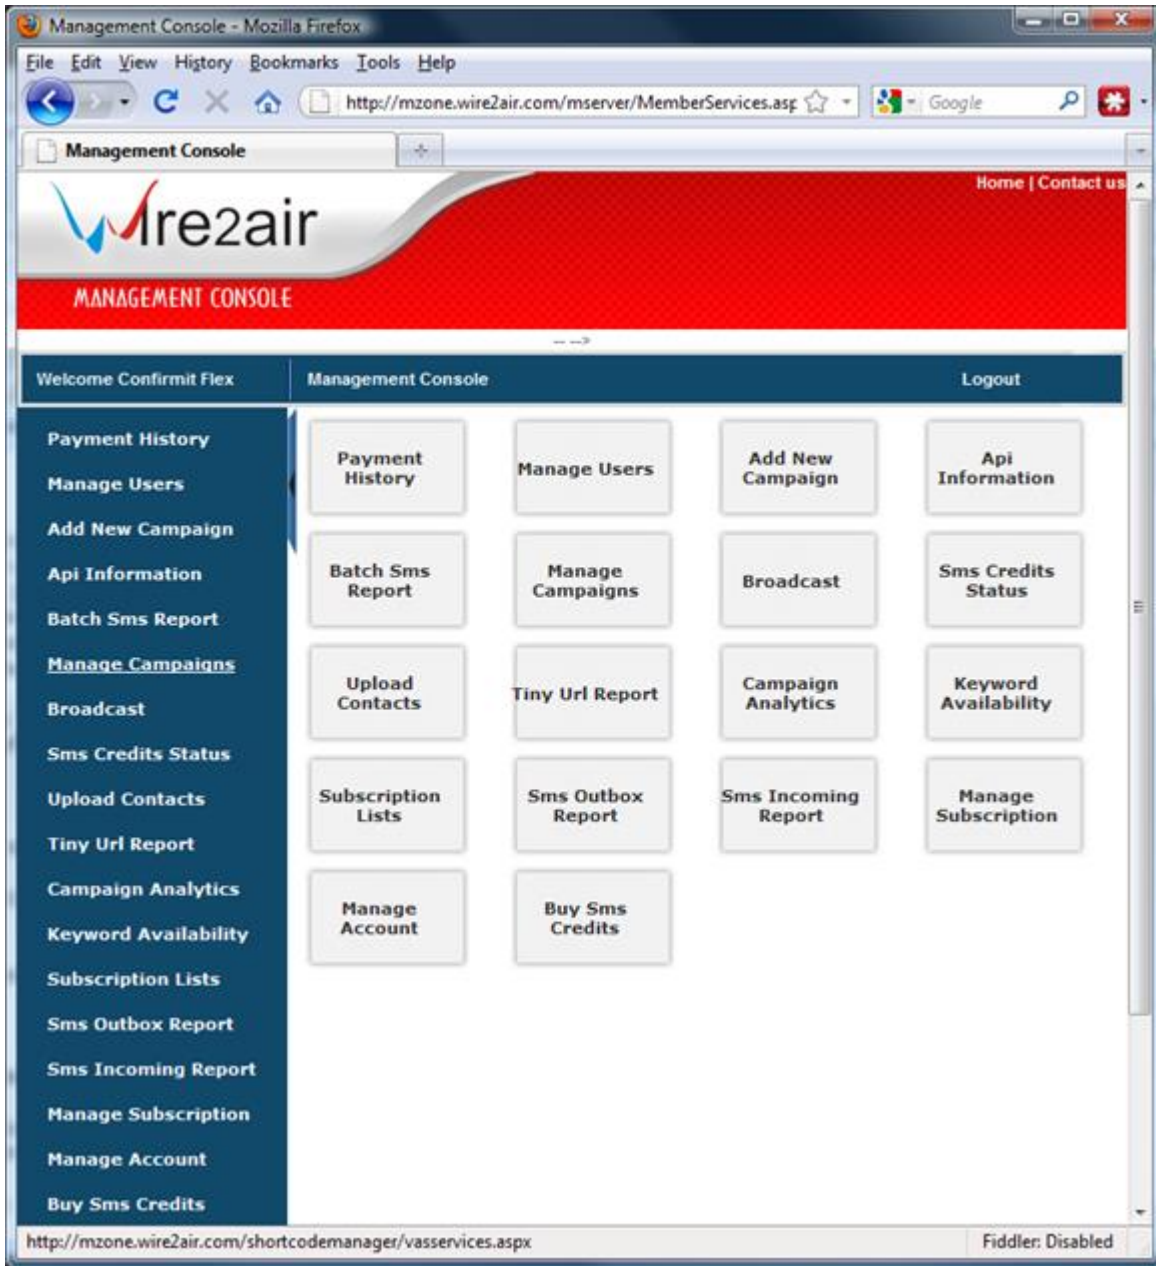 Management Console - Mozilla Firefox
File Edit View History Bookmarks Tools Help
http://mzone.wire2air.com/mserver/MemberServices.asp
Google
Management Console
Home | Contact us
Wire2air
MANAGEMENT CONSOLE
-- -->
Welcome Confirmit Flex
Management Console
Logout
Payment History
Manage Users
Add New Campaign
Api Information
Batch Sms Report
Manage Campaigns
Broadcast
Sms Credits Status
Upload Contacts
Tiny Url Report
Campaign Analytics
Keyword Availability
Subscription Lists
Sms Outbox Report
Sms Incoming Report
Manage Subscription
Manage Account
Buy Sms Credits
Payment
History
Manage Users
Add New
Campaign
Api
Information
Batch Sms
Report
Manage
Campaigns
Broadcast
Sms Credits
Status
Upload
Contacts
Tiny Url Report
Campaign
Analytics
Keyword
Availability
Subscription
Lists
Sms Outbox
Report
Sms Incoming
Report
Manage
Subscription
Manage
Account
Buy Sms
Credits
http://mzone.wire2air.com/shortcodemanager/vasservices.aspx
Fiddler: Disabled